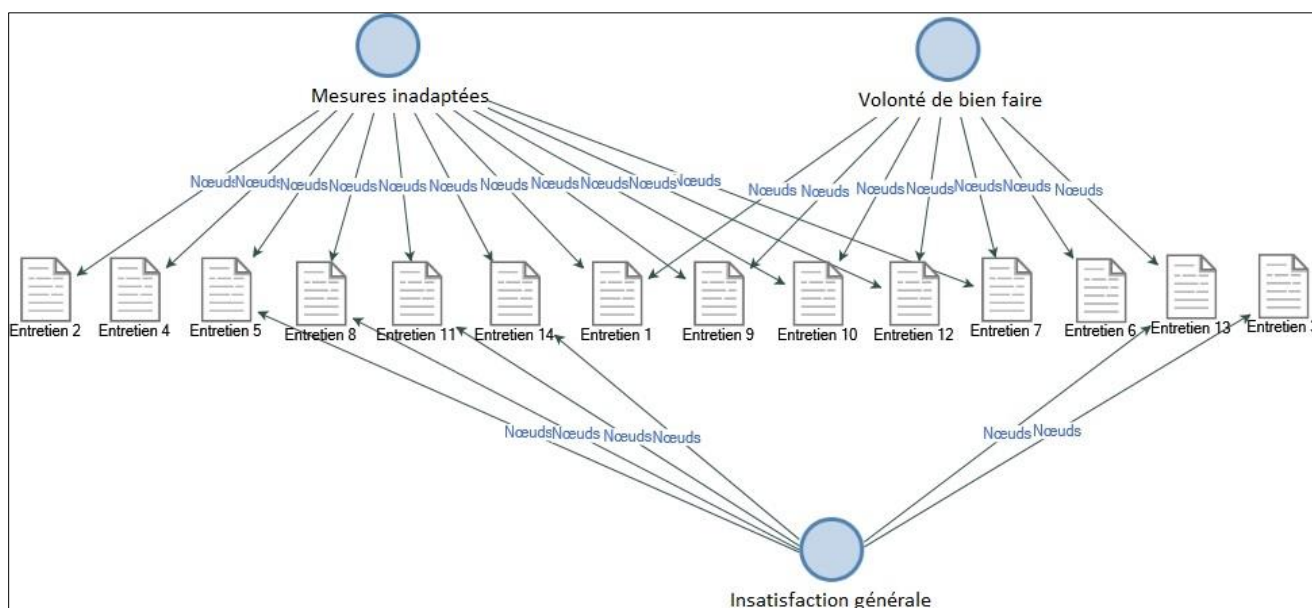 Mesures inadaptées
Volonté de bien faire
Nœuds Nœuds Nœuds Nœuds Nœuds Nœuds Nœuds Nœuds Nœuds Nœuds Nœuds Nœuds Nœuds Nœuds Nœuds Nœuds Nœuds Nœuds
Entretien 2 Entretien 4 Entretien 5 Entretien 8 Entretien 11 Entretien 14 Entretien 1 Entretien 9 Entretien 10 Entretien 12 Entretien 7 Entretien 6 Entretien 13 Entretien 3
Nœuds Nœuds Nœuds Nœuds Nœuds Nœuds
Insatisfaction générale